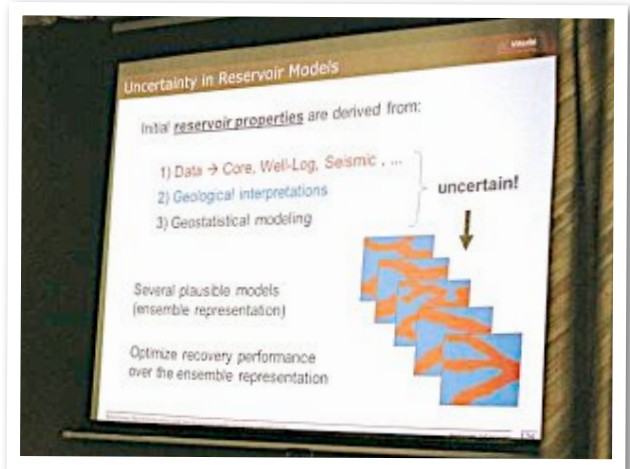 Uncertainty in Reservoir Models
Initial reservoir properties are derived from:
1) Data → Core, Well-Log, Seismic , ...
2) Geological interpretations
3) Geostatistical modeling
uncertain!
Several plausible models
(ensemble representation)
Optimize recovery performance
over the ensemble representation